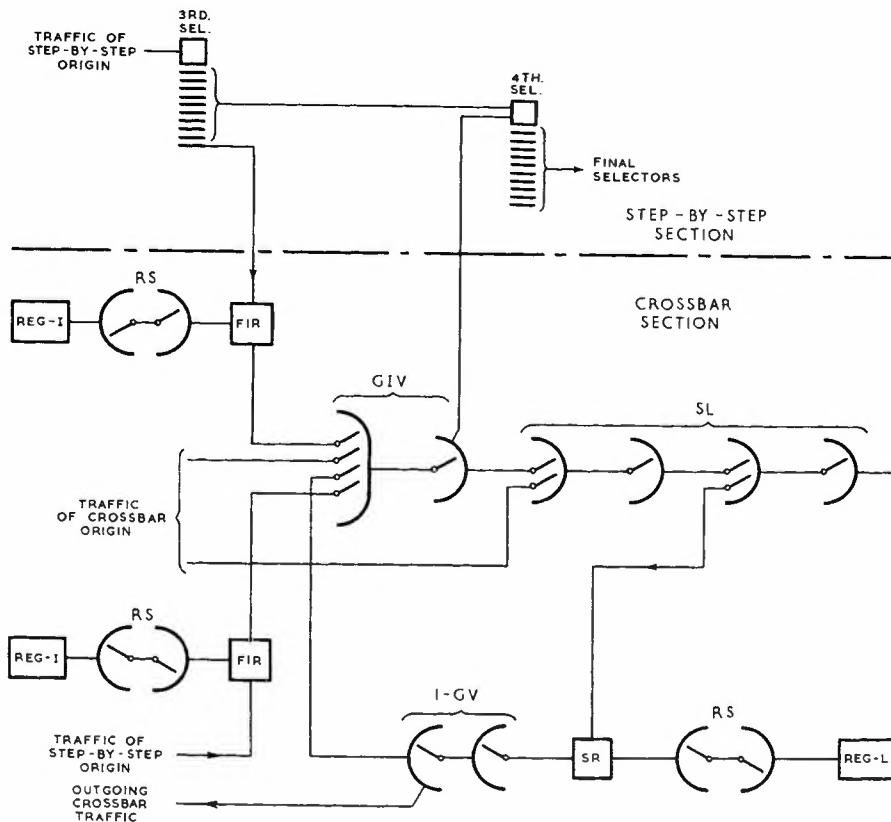 3RD.
SEL.
TRAFFIC OF
STEP-BY-STEP
ORIGIN
4TH.
SEL.
FINAL
SELECTORS
STEP-BY-STEP
SECTION
RS
CROSSBAR
SECTION
REG-I
FIR
GIV
SL
TRAFFIC
OF CROSSBAR
ORIGIN
RS
REG-I
FIR
I-GV
RS
TRAFFIC OF
STEP-BY-STEP
ORIGIN
SR
REG-L
OUTGOING
CROSSBAR
TRAFFIC